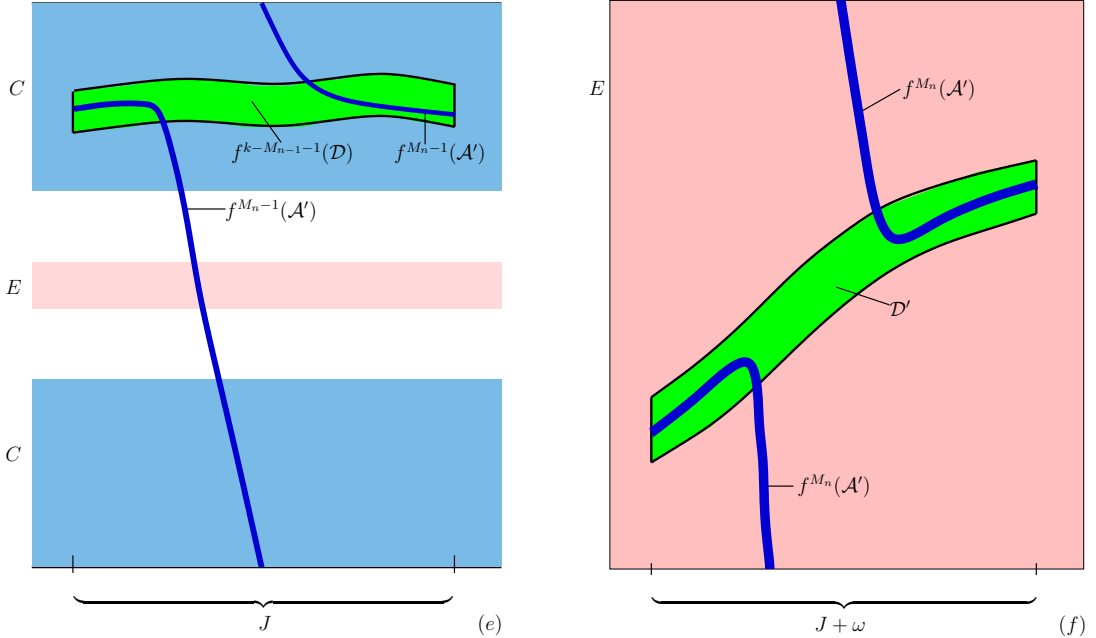 C
f^{k−M_{n−1}−1}(𝒟)
f^{M_n−1}(𝒜′)
f^{M_n−1}(𝒜′)
E
C
J
(e)
E
f^{M_n}(𝒜′)
𝒟′
f^{M_n}(𝒜′)
J + ω
(f)